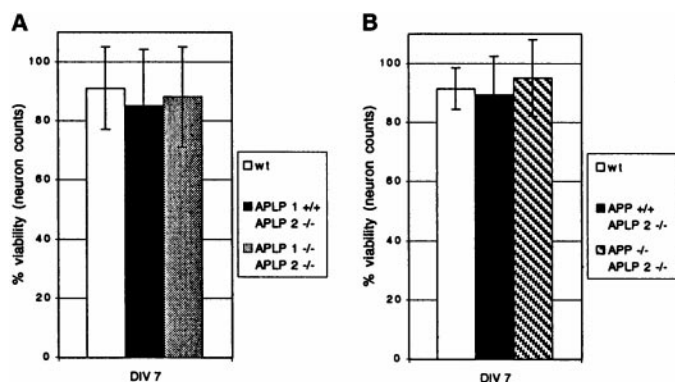 A
% viability (neuron counts)
100
80
60
40
20
0
DIV 7
wt
APLP 1 +/+
APLP 2 -/-
APLP 1 -/-
APLP 2 -/-
B
% viability (neuron counts)
100
80
60
40
20
0
DIV 7
wt
APP +/+
APLP 2 -/-
APP -/-
APLP 2 -/-